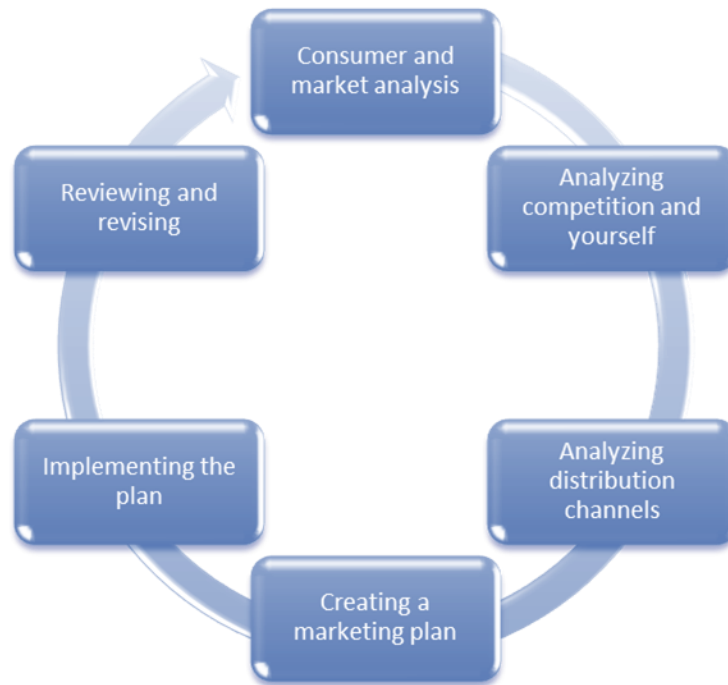 Consumer and
market analysis
Analyzing
competition and
yourself
Analyzing
distribution
channels
Creating a
marketing plan
Implementing the
plan
Reviewing and
revising